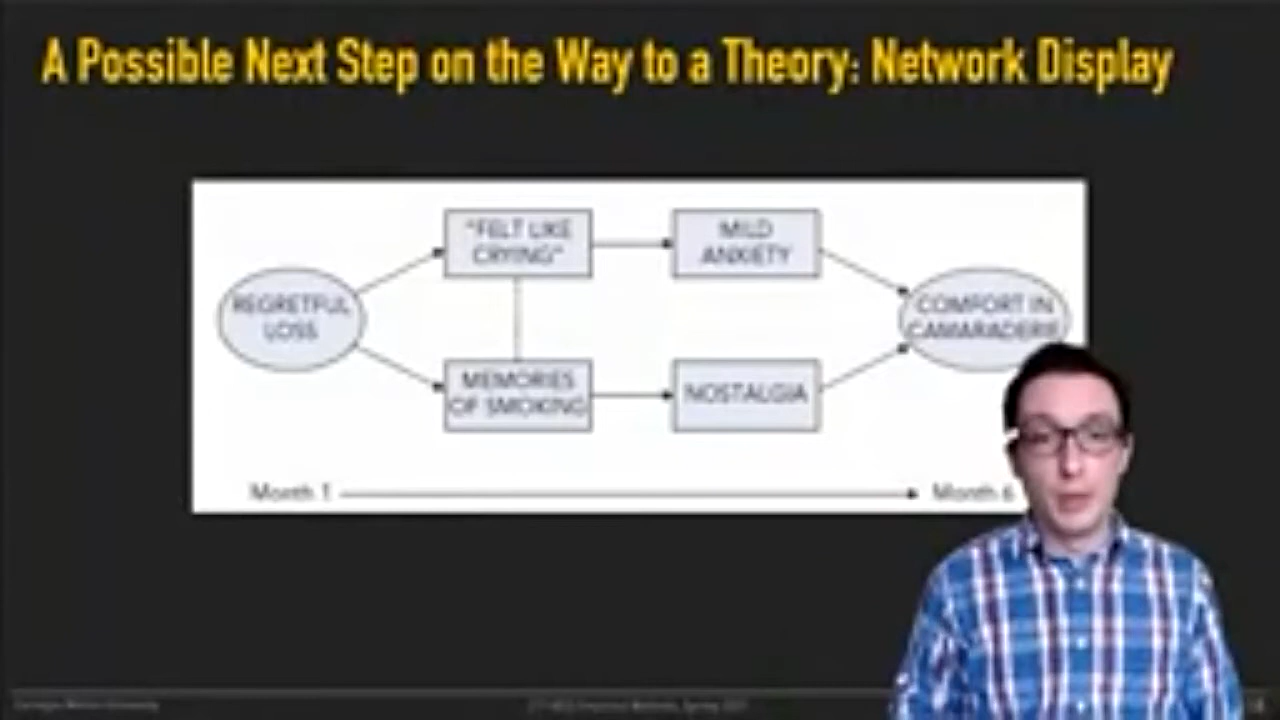 A Possible Next Step on the Way to a Theory: Network Display
"FELT LIKE
CRYING"
MILD
ANXIETY
REGRETFUL
LOSS
COMFORT IN
CAMARADERIE
MEMORIES
OF SMOKING
NOSTALGIA
Month 1
Month 6
Carnegie Mellon University